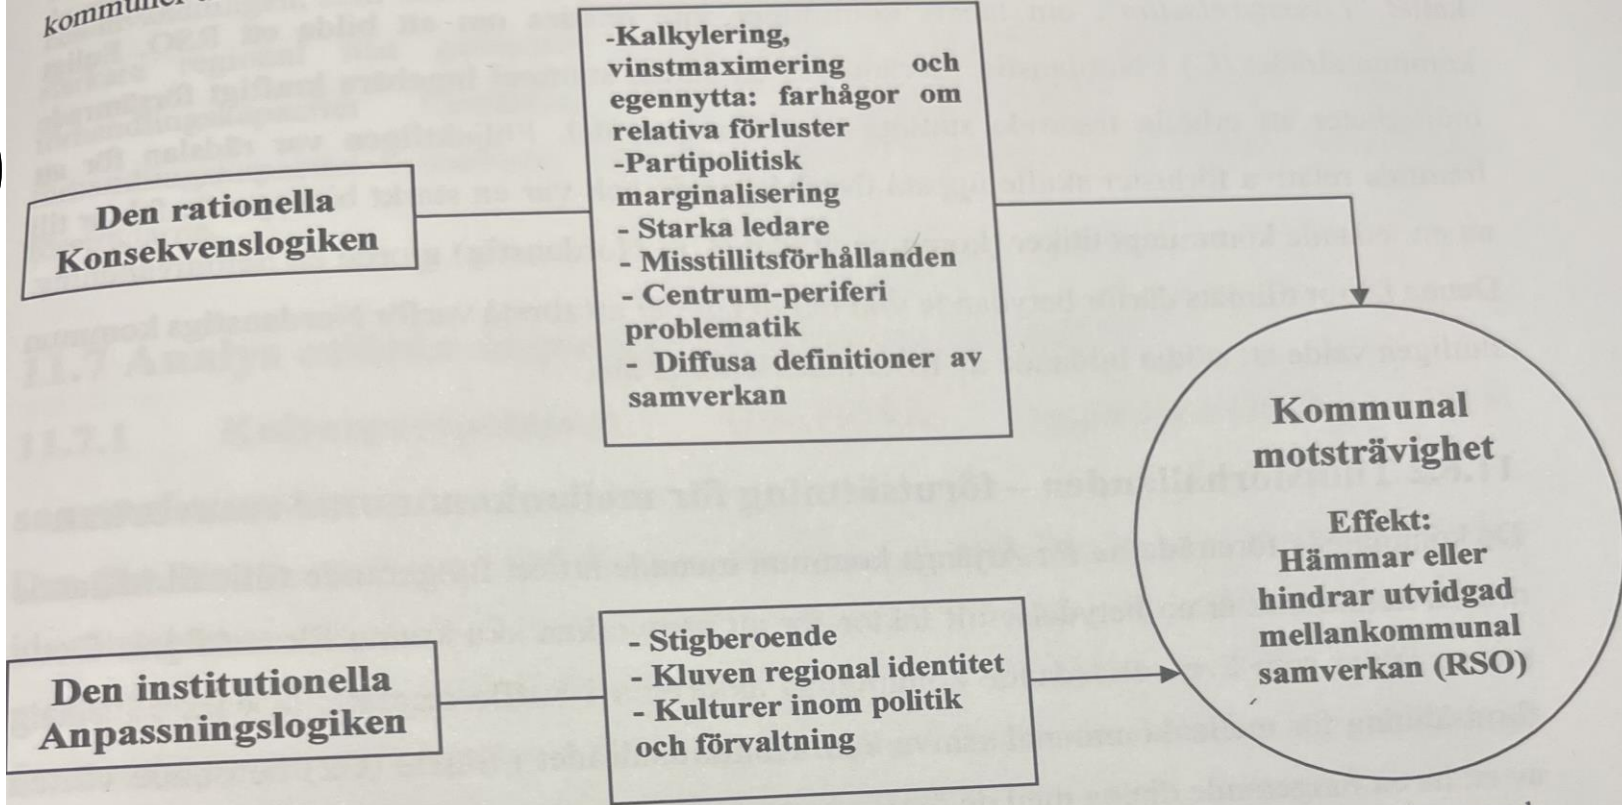 -Kalkylering,
vinstmaximering och
egennytta: farhågor om
relativa förluster
-Partipolitisk
marginalisering
- Starka ledare
- Misstillitsförhållanden
- Centrum-periferi
problematik
- Diffusa definitioner av
samverkan
Den rationella
Konsekvenslogiken
Kommunal
motsträvighet
Effekt:
Hämmar eller
hindrar utvidgad
mellankommunal
samverkan (RSO)
- Stigberoende
- Kluven regional identitet
- Kulturer inom politik
och förvaltning
Den institutionella
Anpassningslogiken